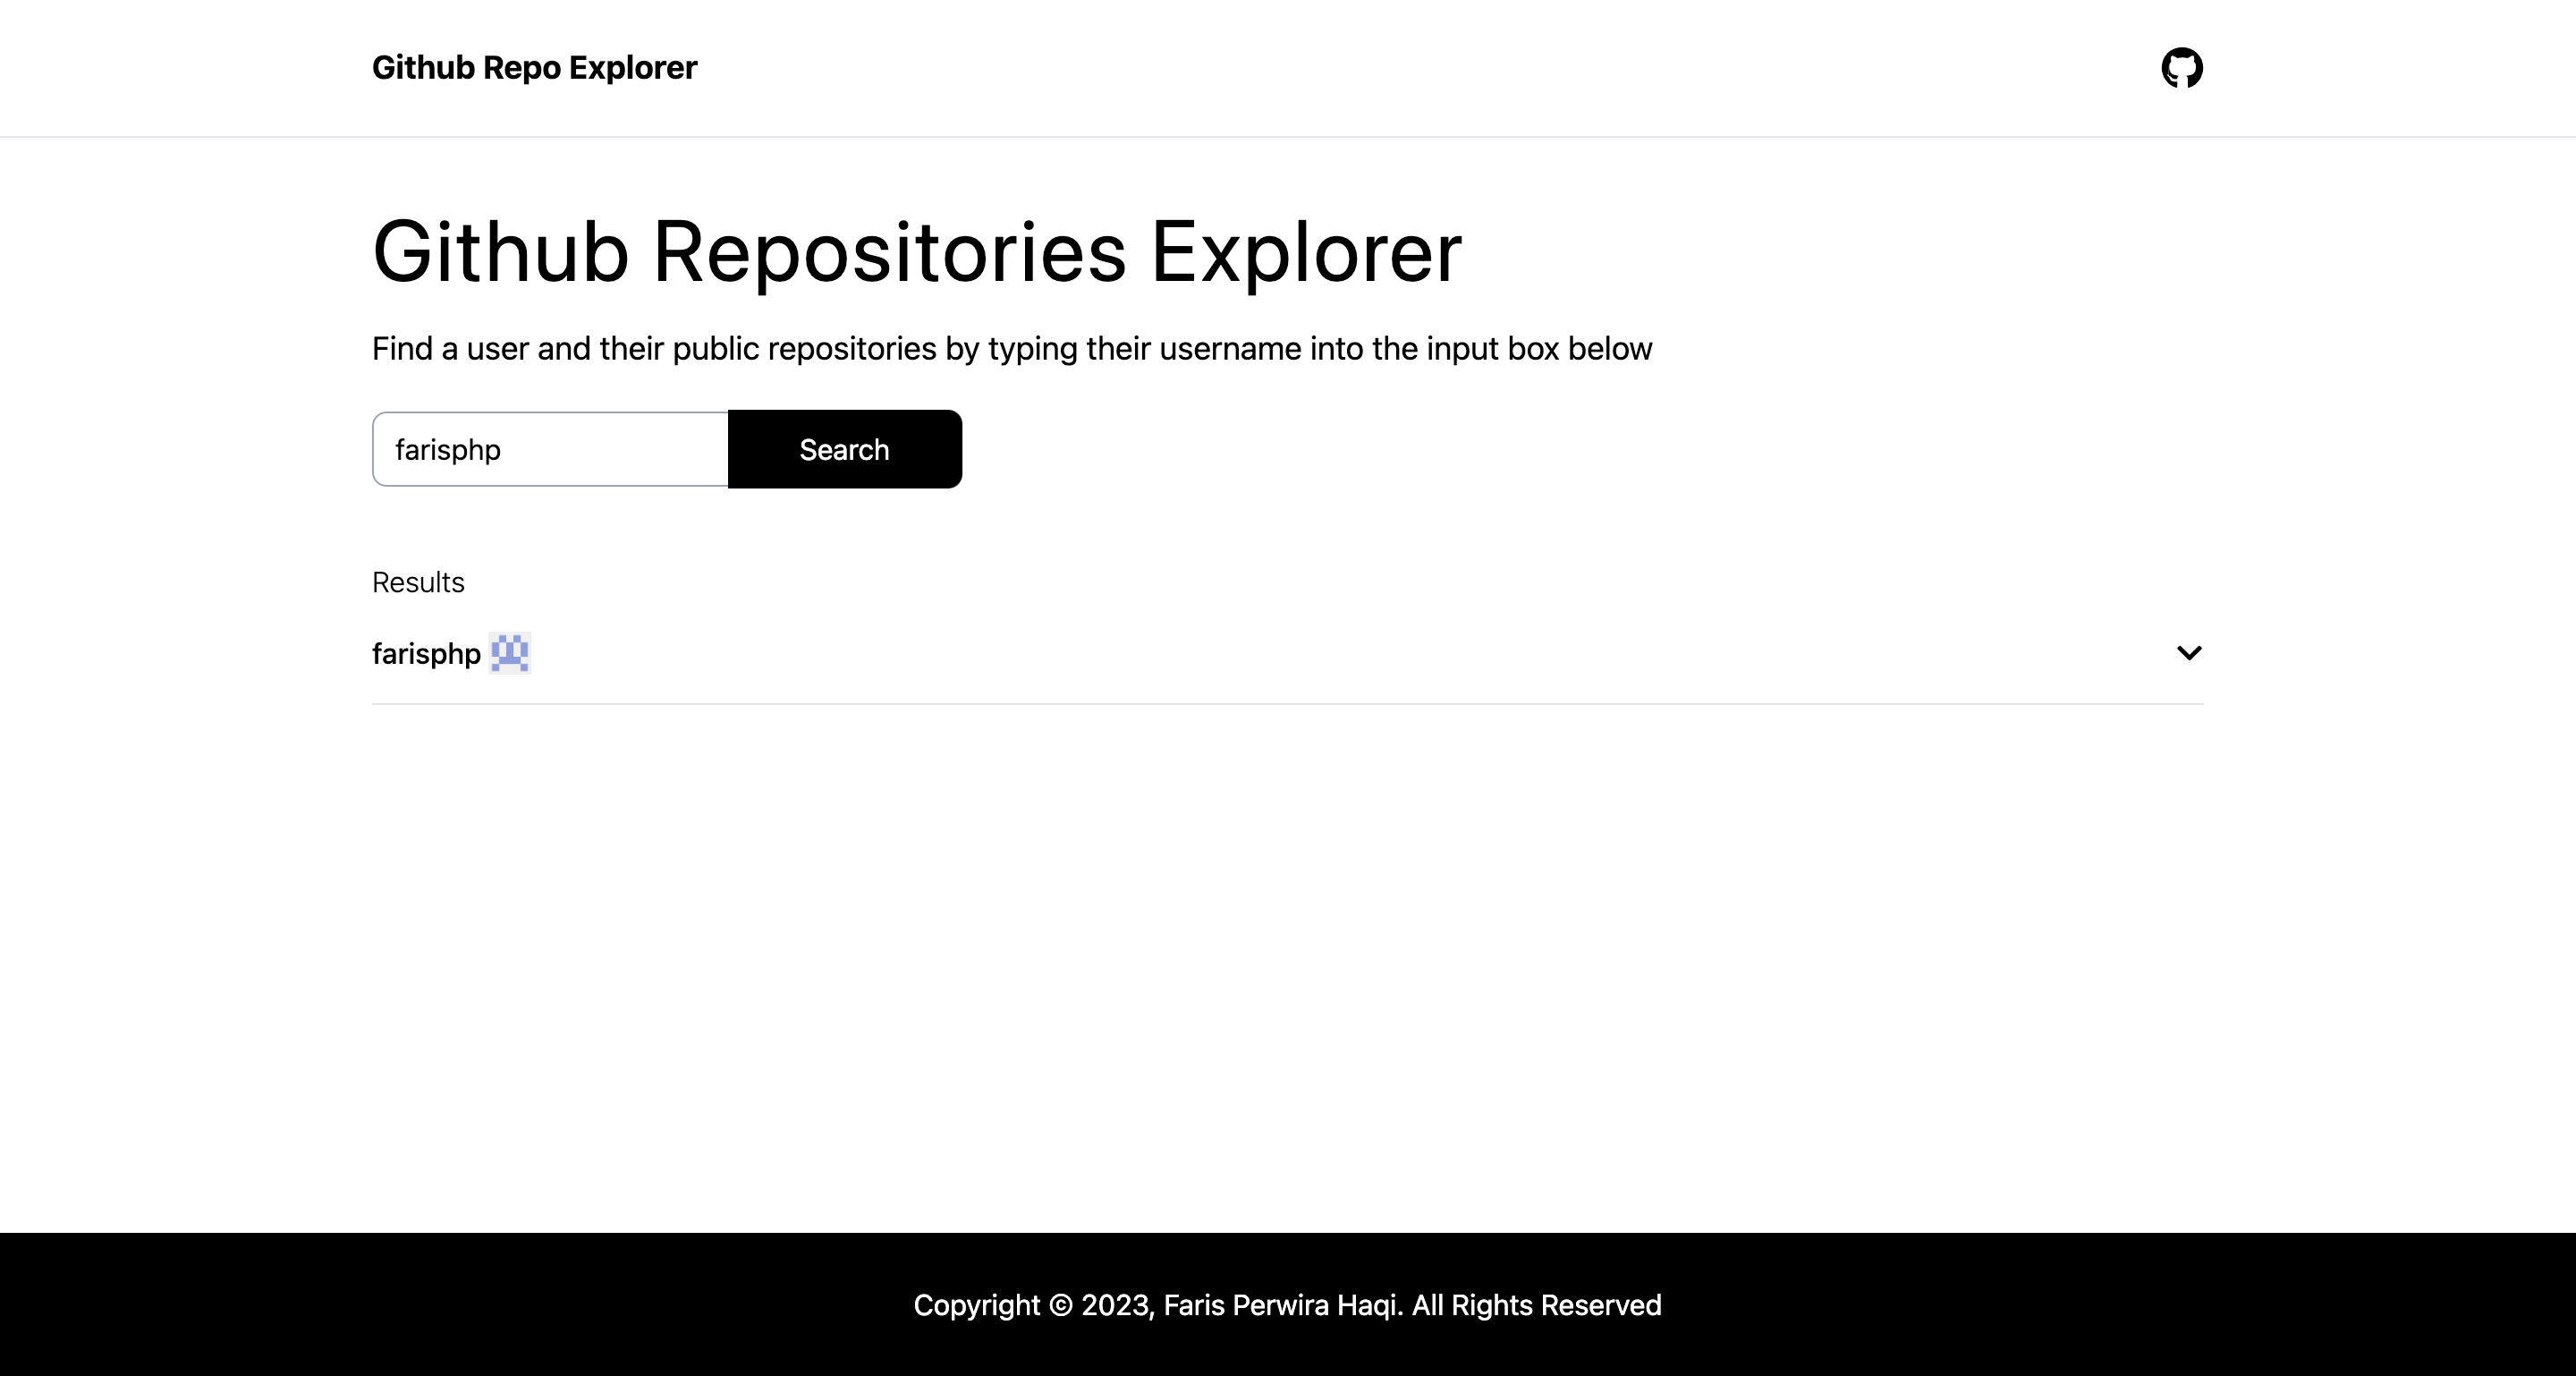 Github Repo Explorer
Github Repositories Explorer
Find a user and their public repositories by typing their username into the input box below
farisphp
Search
Results
farisphp
Copyright © 2023, Faris Perwira Haqi. All Rights Reserved